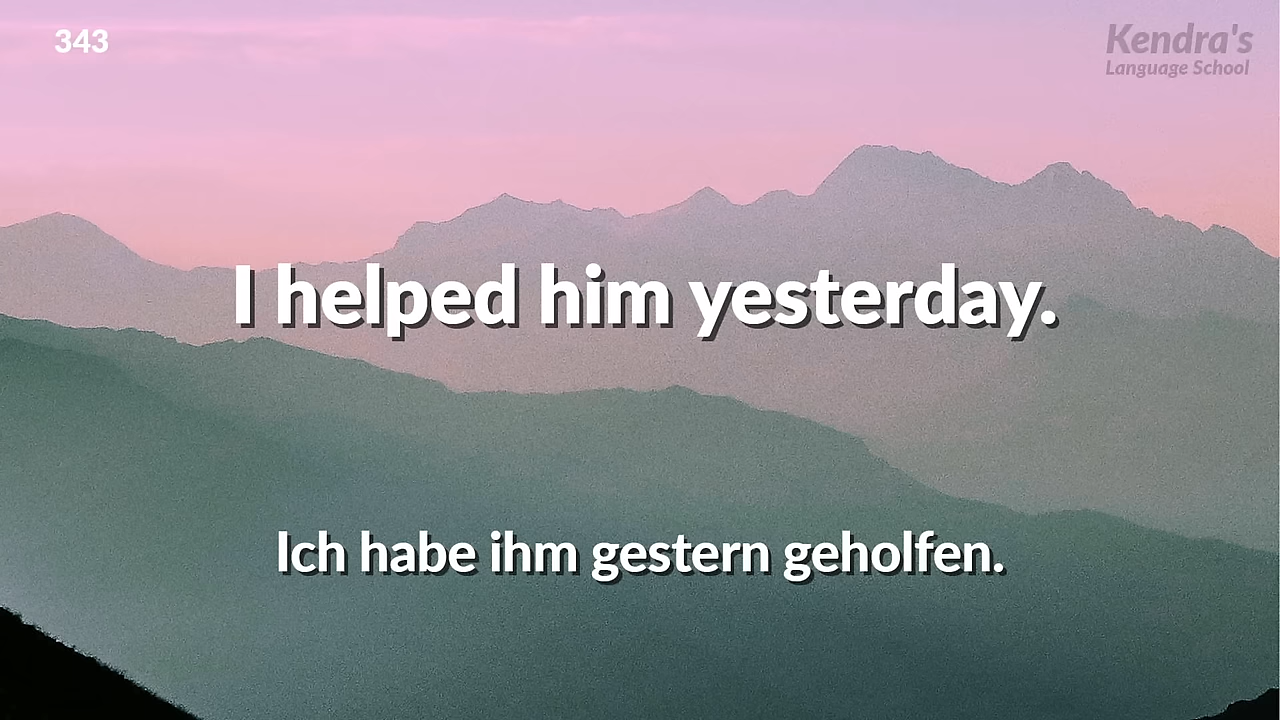 343
Kendra's
Language School
I helped him yesterday.
Ich habe ihm gestern geholfen.